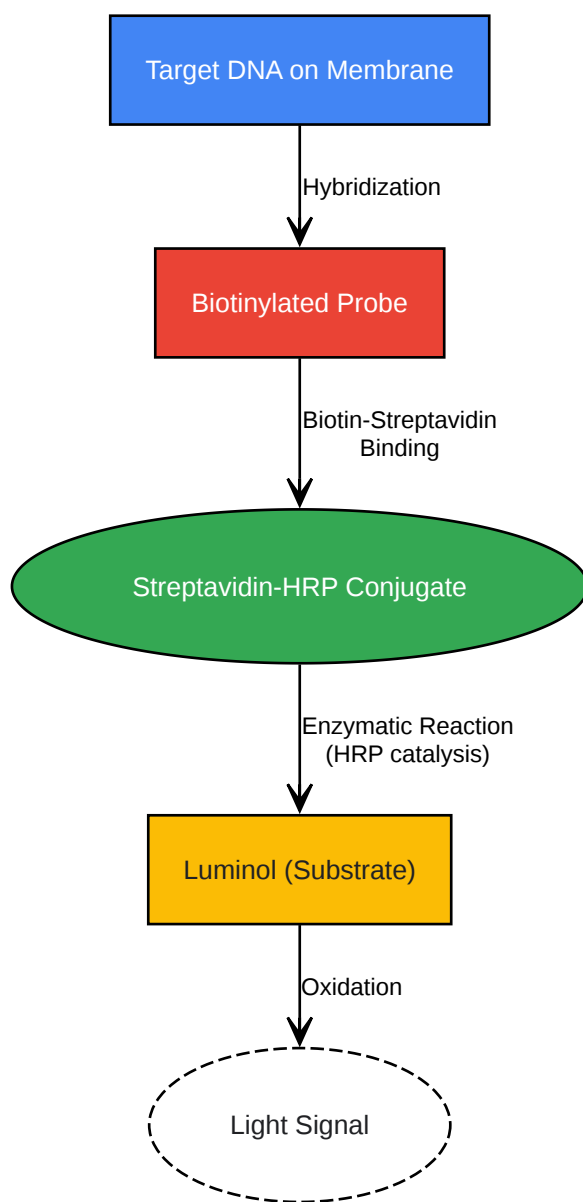 Target DNA on Membrane
Hybridization
Biotinylated Probe
Biotin-Streptavidin
Binding
Streptavidin-HRP Conjugate
Enzymatic Reaction
(HRP catalysis)
Luminol (Substrate)
Oxidation
Light Signal